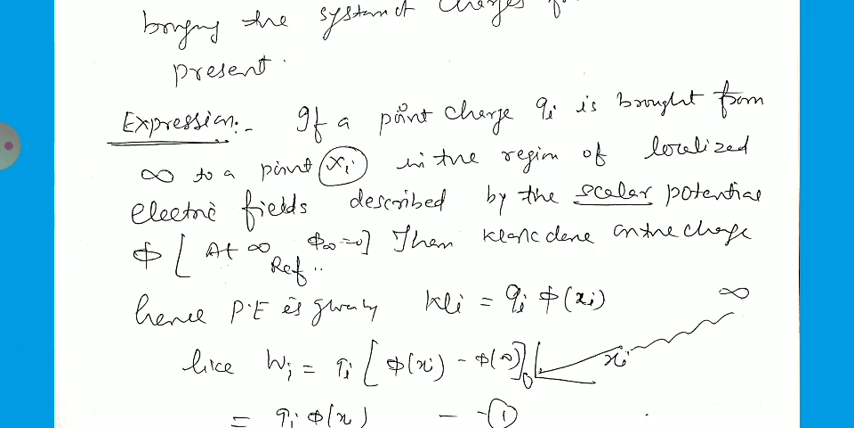 bringing the system of charges f
present.
Expression:- If a point charge qi is brought from
∞ to a point xi in the region of localized
electric fields described by the scalar potential
Φ [ At ∞ Φ∞ =0] Then work done on the charge
Ref..
hence P.E is given by Wi = qi Φ(xi)
∞
like Wi = qi [ Φ(xi) - Φ(∞) ]
0 xi
= qi Φ(x) - ①